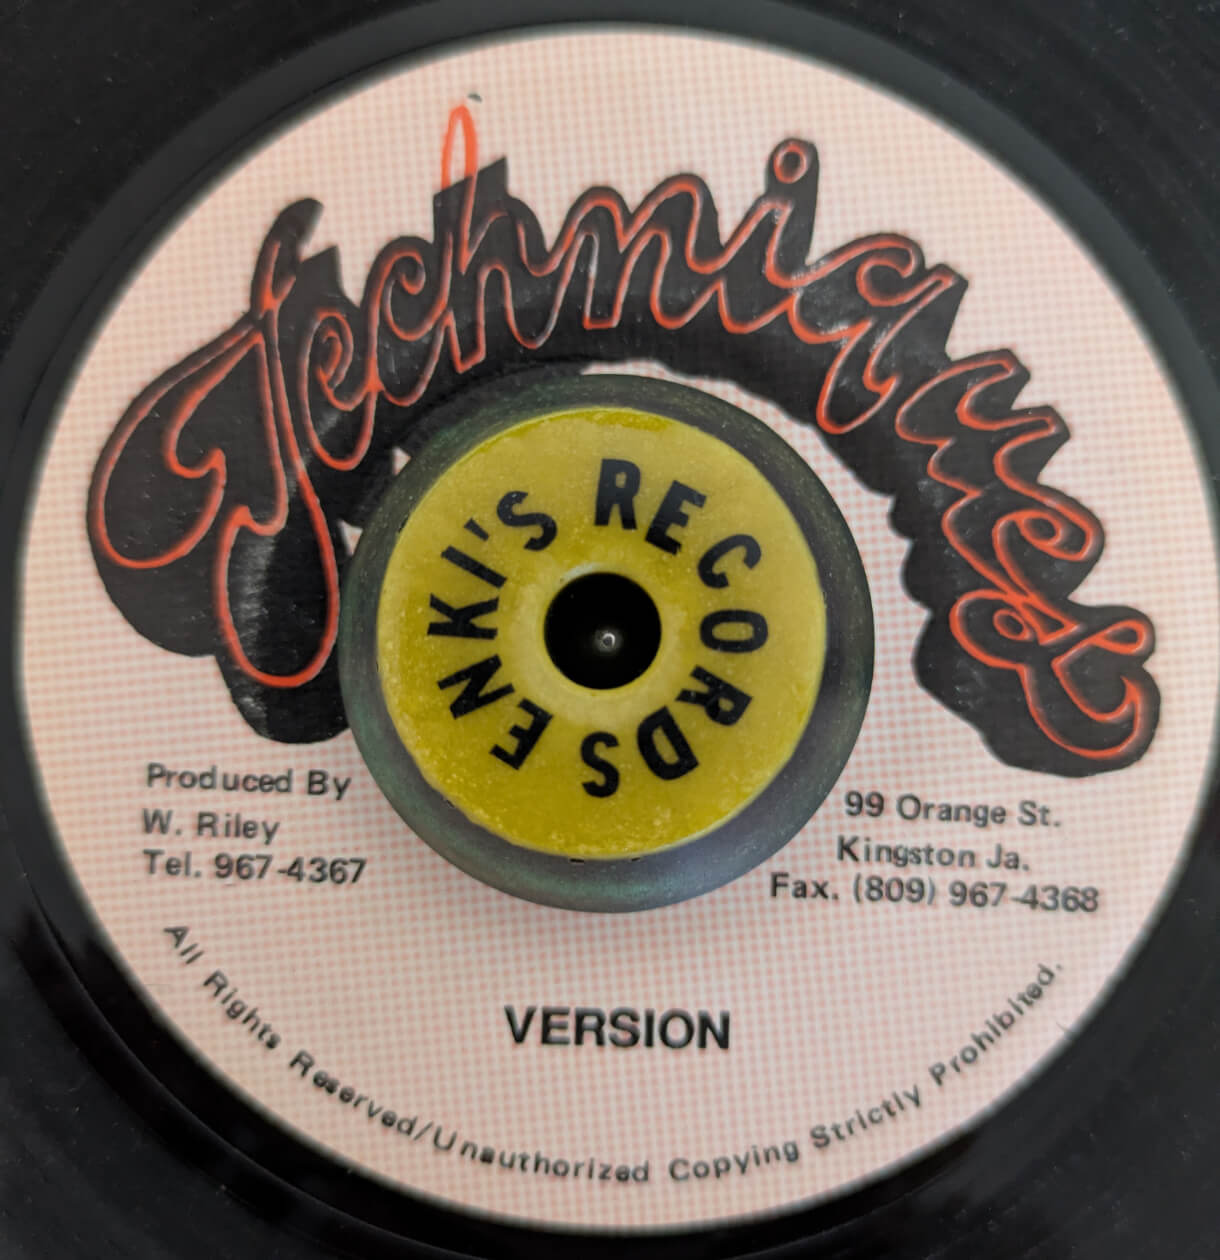 Techniques
ENKI'S RECORDS
Produced By
W. Riley
Tel. 967-4367
99 Orange St.
Kingston Ja.
Fax. (809) 967-4368
VERSION
All Rights Reserved/Unauthorized Copying Strictly Prohibited.